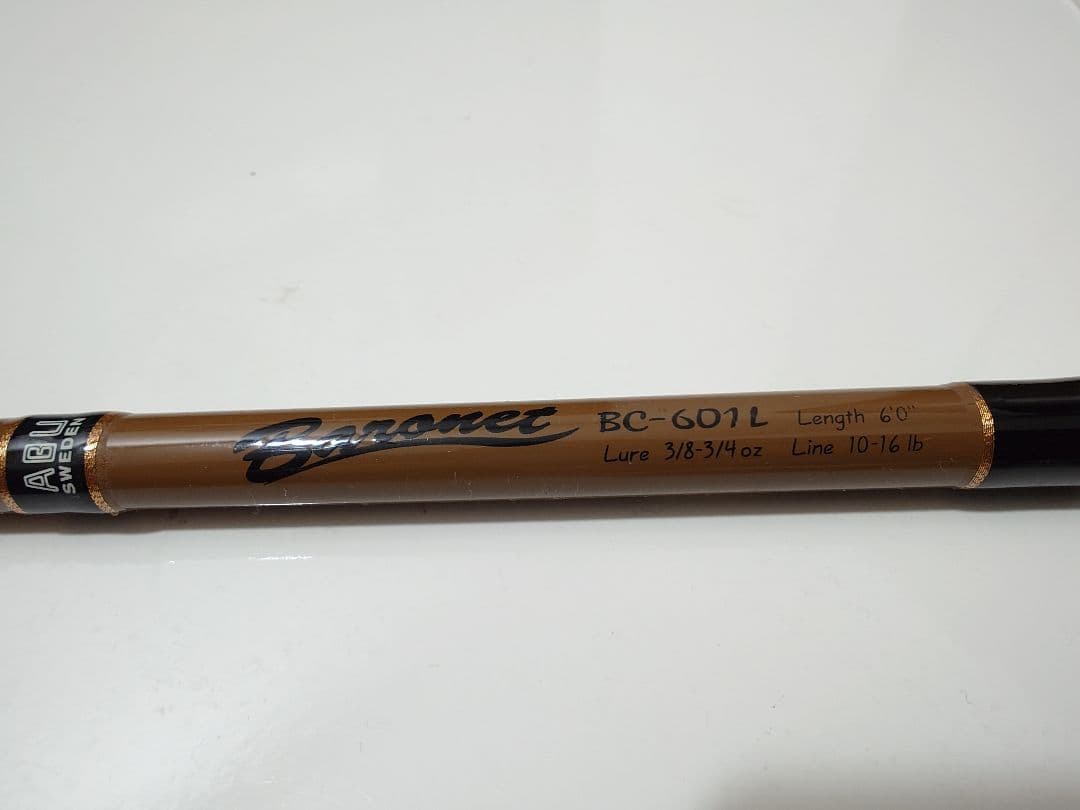 ABU
SWEDEN
Baronet
BC-601L Length 6'0"
Lure 3/8-3/4 oz Line 10-16 lb